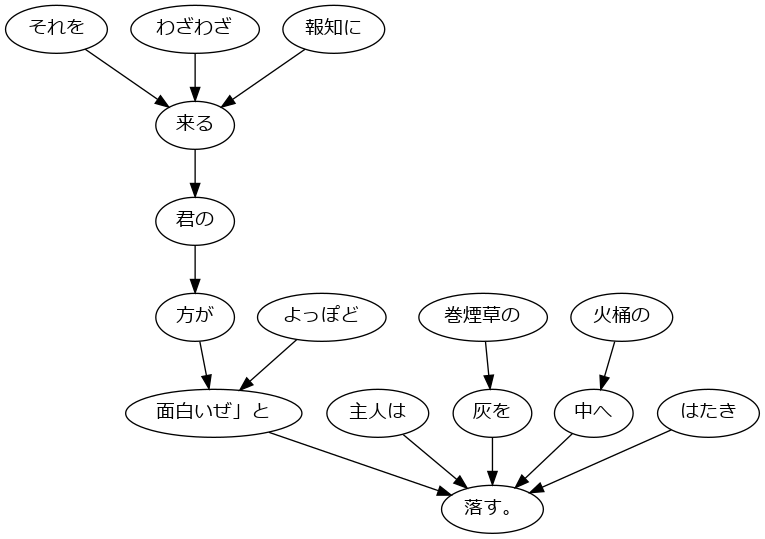 それを わざわざ 報知に
来る
君の
方が よっぽど 巻煙草の 火桶の
面白いぜ」と 主人は 灰を 中へ はたき
落す。